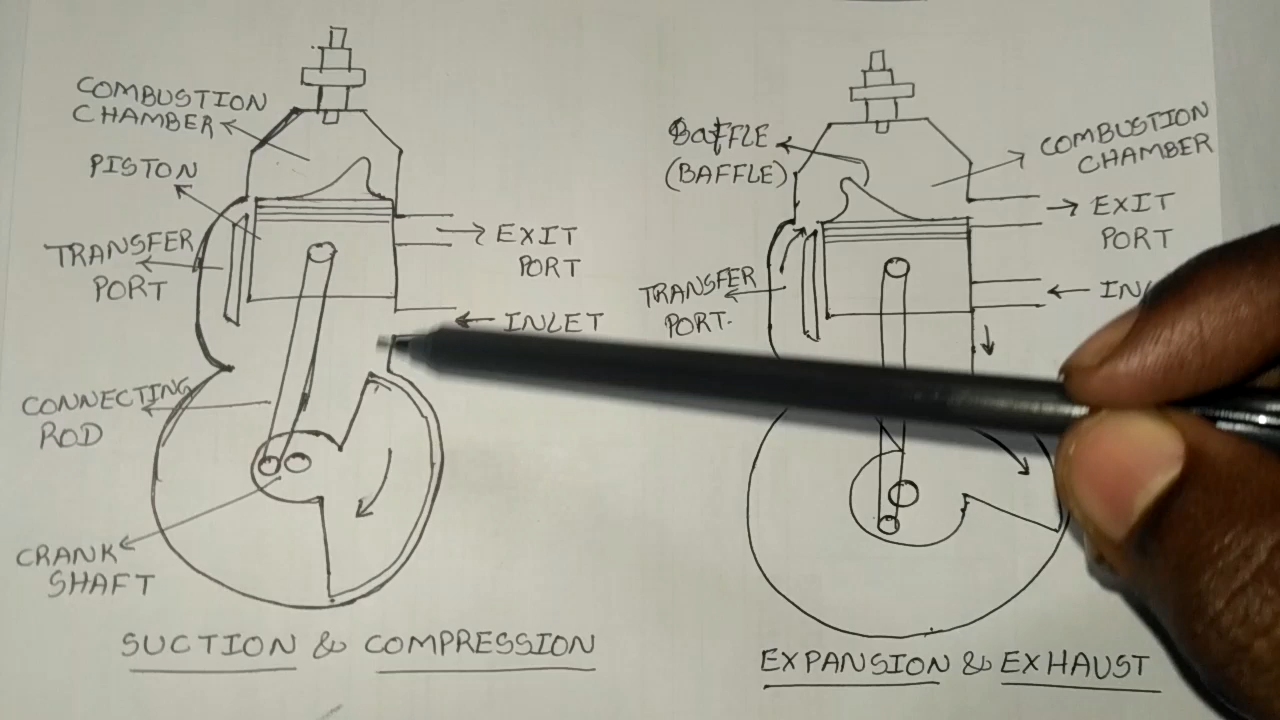 COMBUSTION
CHAMBER
PISTON
TRANSFER
PORT
CONNECTING
ROD
CRANK
SHAFT
EXIT
PORT
INLET
SUCTION & COMPRESSION
BaFFLE
(BAFFLE)
COMBUSTION
CHAMBER
EXIT
PORT
TRANSFER
PORT.
EXPANSION & EXHAUST